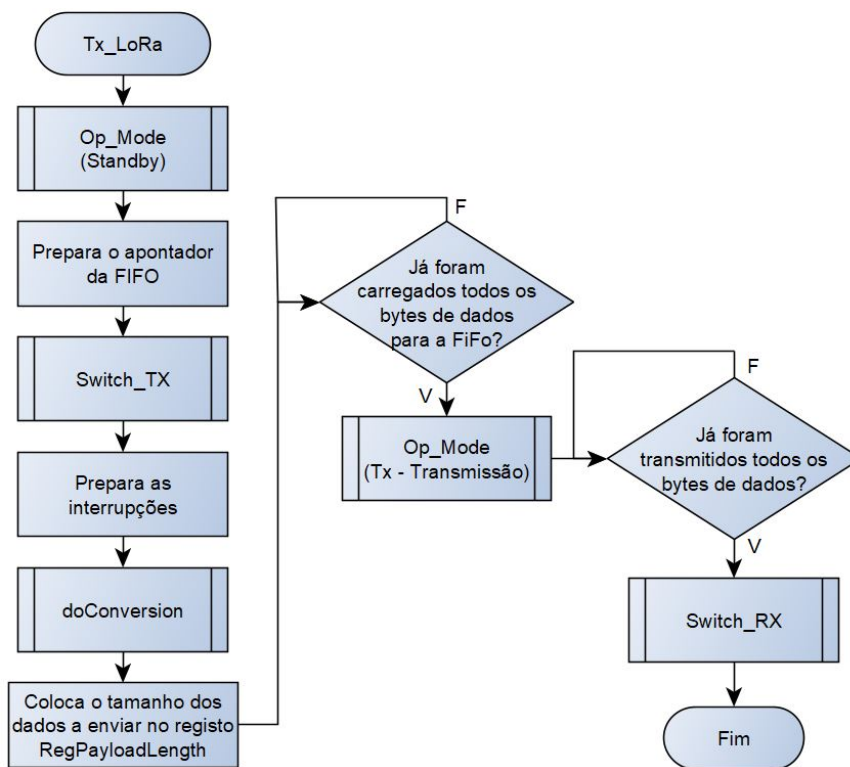 Tx_LoRa
Op_Mode
(Standby)
Prepara o apontador
da FIFO
Switch_TX
Prepara as
interrupções
doConversion
Coloca o tamanho dos
dados a enviar no registo
RegPayloadLength
F
Já foram
carregados todos os
bytes de dados
para a FiFo?
V
Op_Mode
(Tx - Transmissão)
F
Já foram
transmitidos todos os
bytes de dados?
V
Switch_RX
Fim